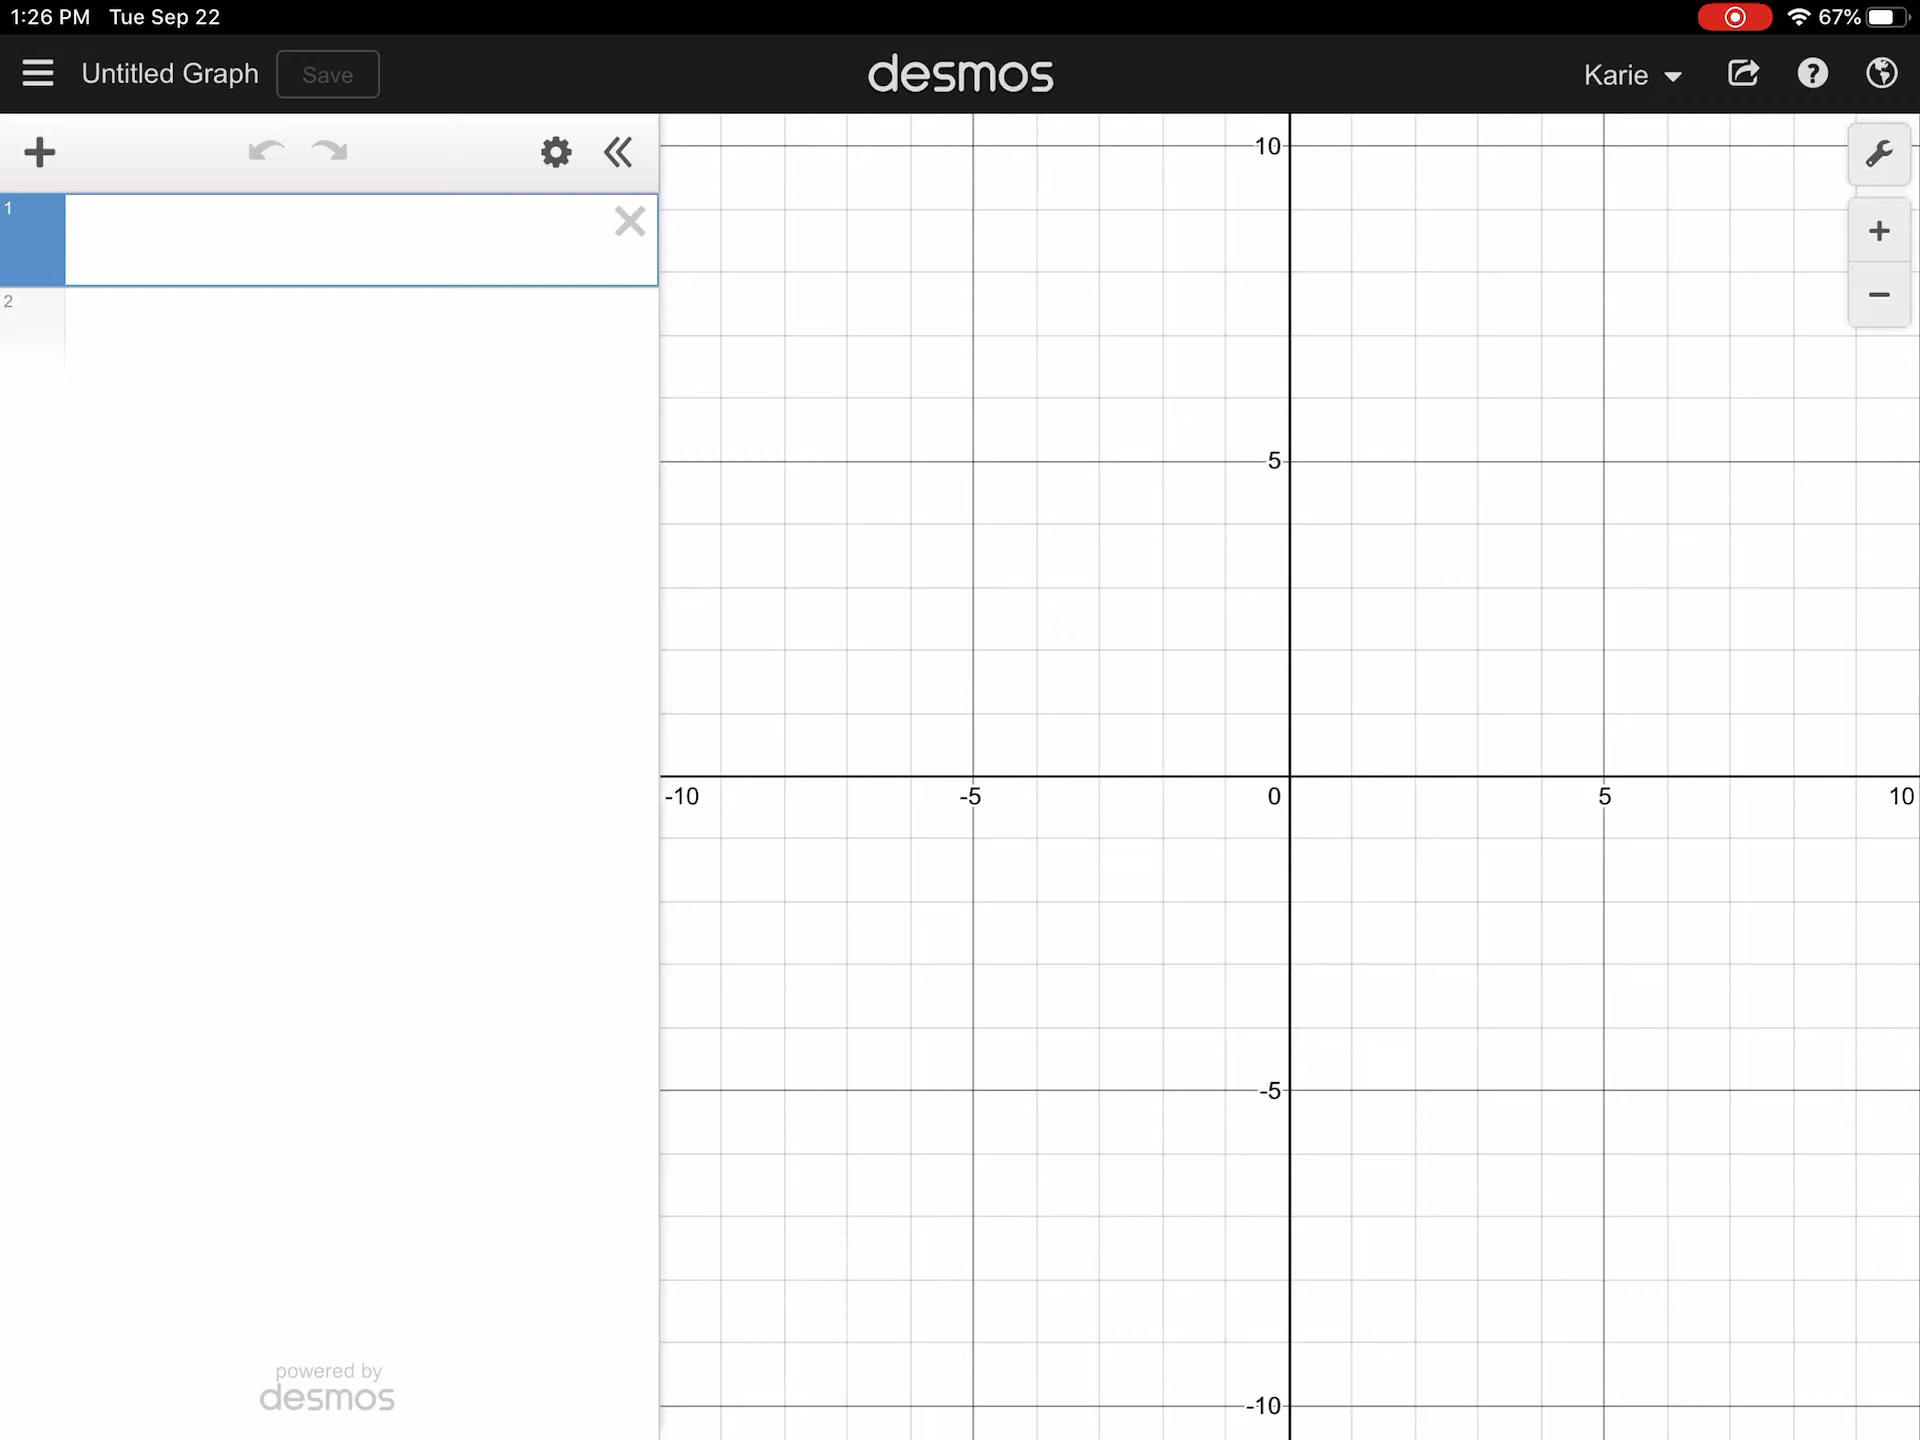 1:26 PM Tue Sep 22 67%
Untitled Graph Save desmos Karie ?
1
2
10
5
-10 -5 0 5 10
-5
-10
powered by
desmos